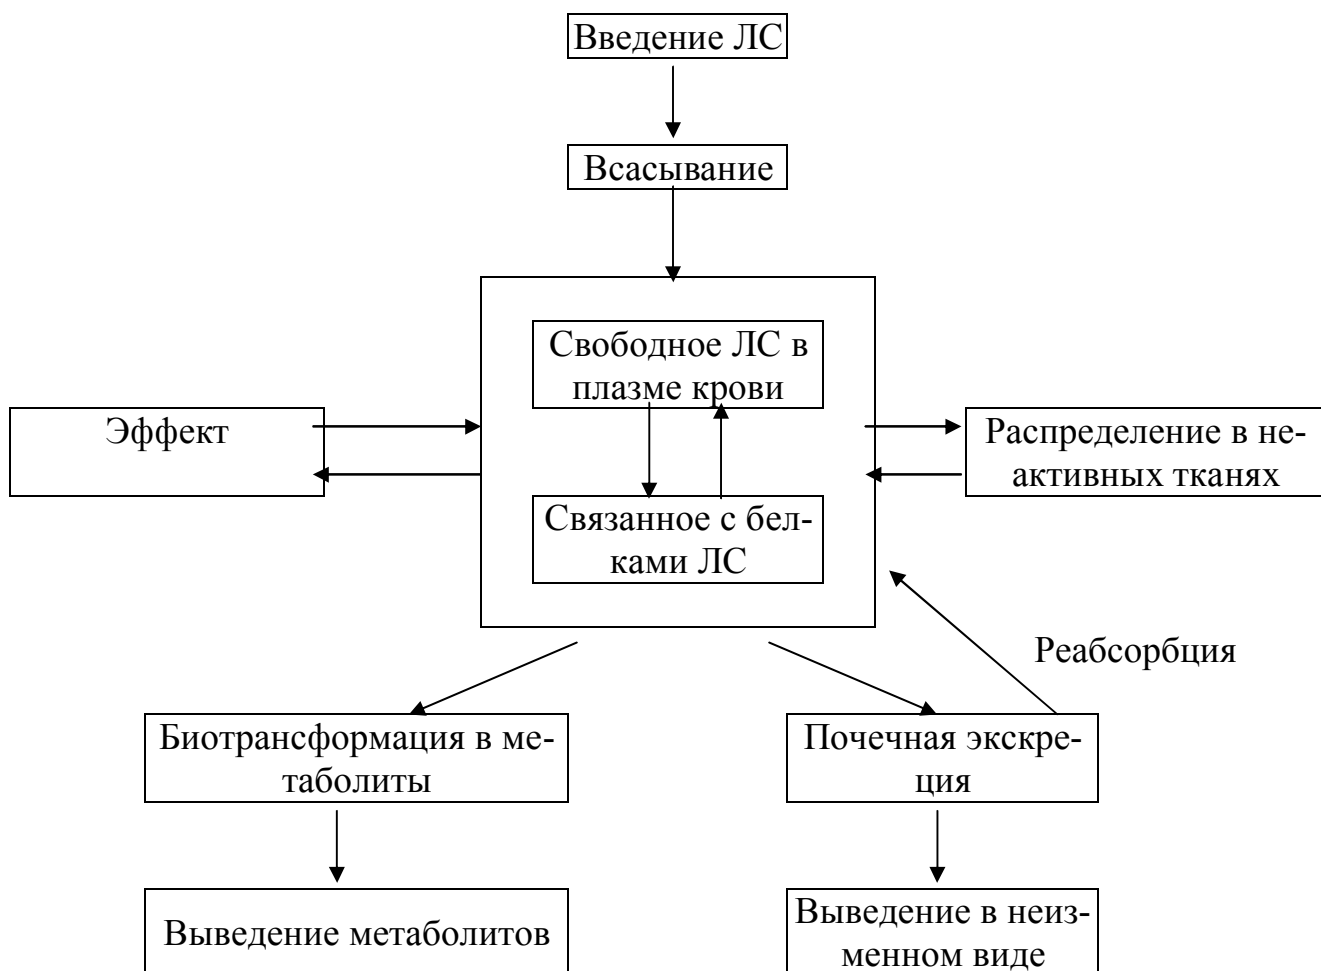 Введение ЛС
Всасывание
Свободное ЛС в
плазме крови
Эффект
Распределение в не-
активных тканях
Связанное с бел-
ками ЛС
Реабсорбция
Биотрансформация в ме-
таболиты
Почечная экскре-
ция
Выведение метаболитов
Выведение в неиз-
менном виде